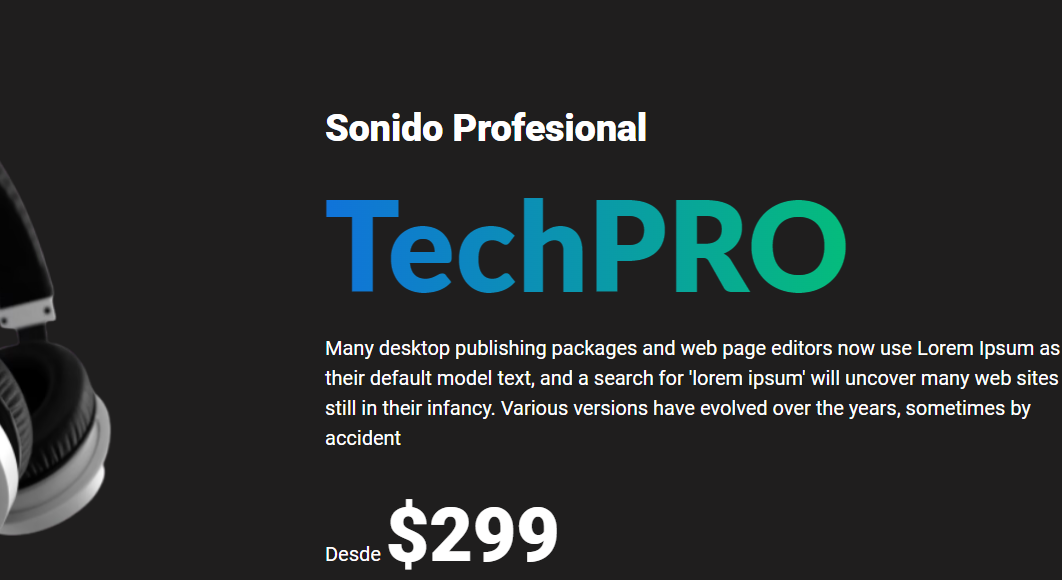 Sonido Profesional
TechPRO
Many desktop publishing packages and web page editors now use Lorem Ipsum as
their default model text, and a search for 'lorem ipsum' will uncover many web sites
still in their infancy. Various versions have evolved over the years, sometimes by
accident
Desde $299